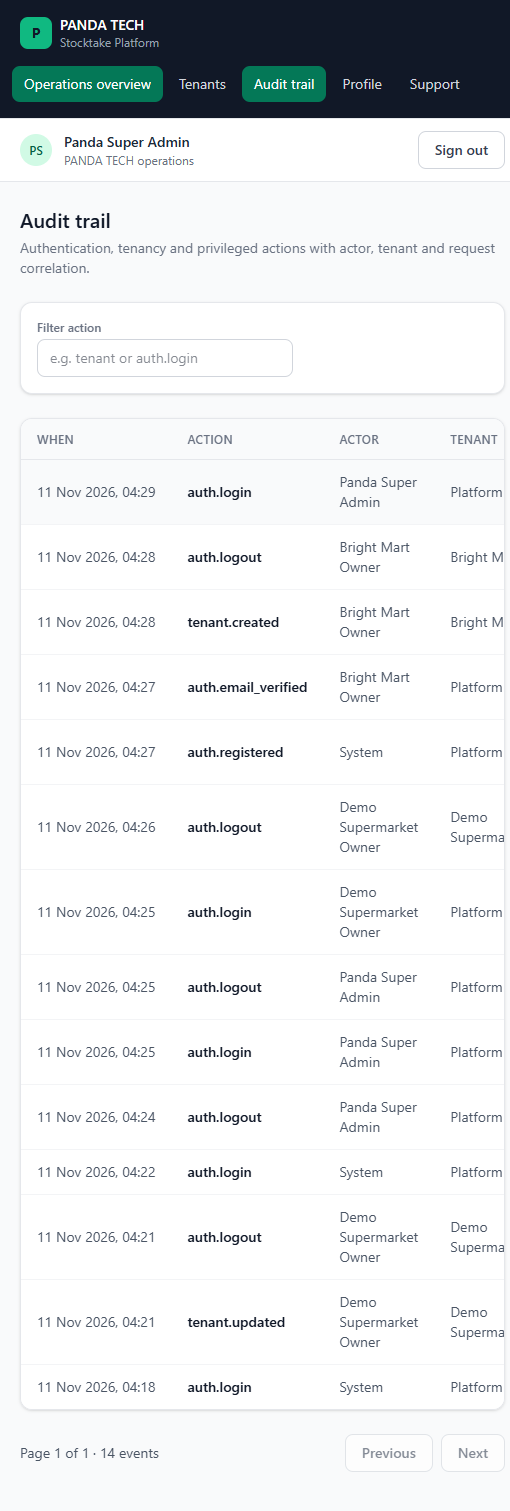 P
PANDA TECH
Stocktake Platform
Operations overview Tenants Audit trail Profile Support
PS
Panda Super Admin
PANDA TECH operations
Sign out
Audit trail
Authentication, tenancy and privileged actions with actor, tenant and request
correlation.
Filter action
e.g. tenant or auth.login
WHEN ACTION ACTOR TENANT
11 Nov 2026, 04:29 auth.login Panda Super Admin Platform
11 Nov 2026, 04:28 auth.logout Bright Mart Owner Bright M
11 Nov 2026, 04:28 tenant.created Bright Mart Owner Bright M
11 Nov 2026, 04:27 auth.email_verified Bright Mart Owner Platform
11 Nov 2026, 04:27 auth.registered System Platform
11 Nov 2026, 04:26 auth.logout Demo Supermarket Owner Demo Superma
11 Nov 2026, 04:25 auth.login Demo Supermarket Owner Platform
11 Nov 2026, 04:25 auth.logout Panda Super Admin Platform
11 Nov 2026, 04:25 auth.login Panda Super Admin Platform
11 Nov 2026, 04:24 auth.logout Panda Super Admin Platform
11 Nov 2026, 04:22 auth.login System Platform
11 Nov 2026, 04:21 auth.logout Demo Supermarket Owner Demo Superma
11 Nov 2026, 04:21 tenant.updated Demo Supermarket Owner Demo Superma
11 Nov 2026, 04:18 auth.login System Platform
Page 1 of 1 · 14 events
Previous Next